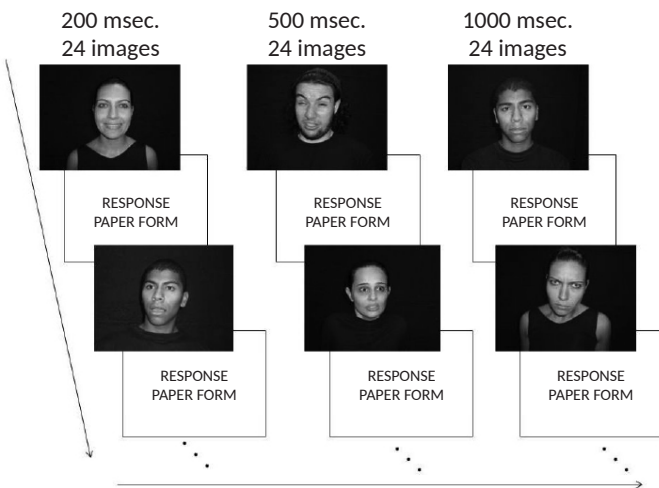 200 msec.
24 images
500 msec.
24 images
1000 msec.
24 images
RESPONSE
PAPER FORM
RESPONSE
PAPER FORM
RESPONSE
PAPER FORM
RESPONSE
PAPER FORM
RESPONSE
PAPER FORM
RESPONSE
PAPER FORM